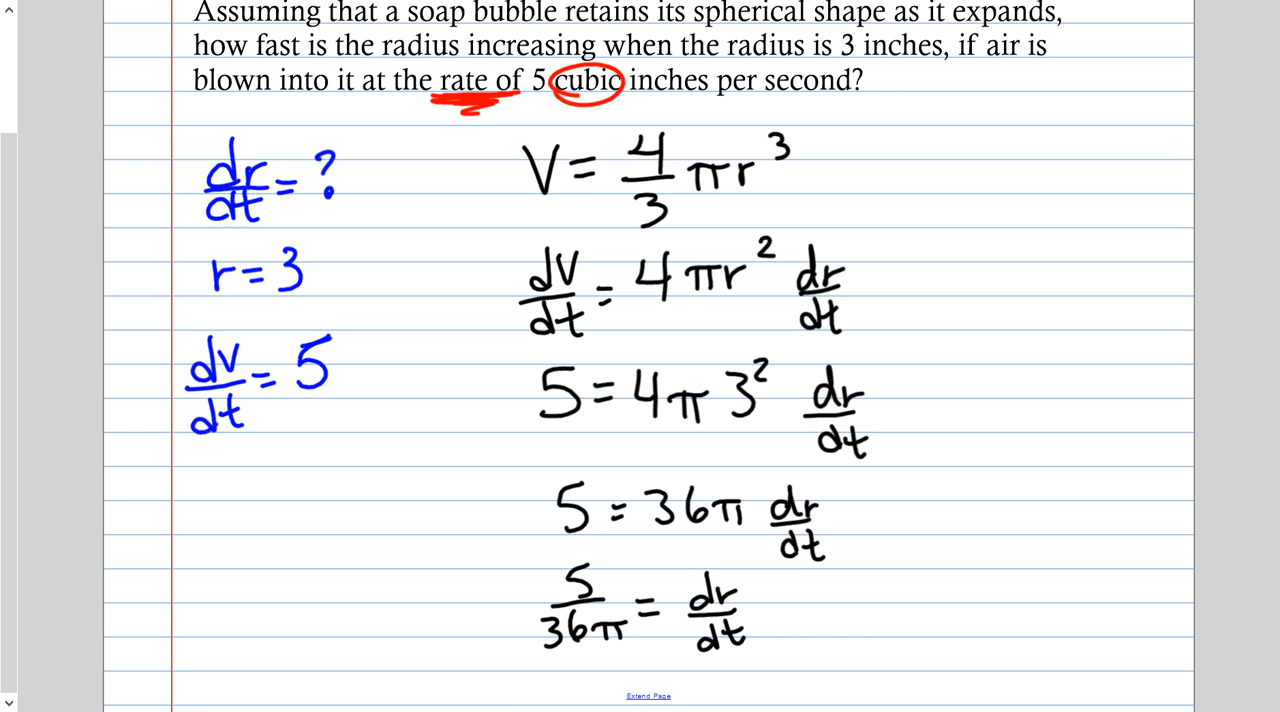 Assuming that a soap bubble retains its spherical shape as it expands,
how fast is the radius increasing when the radius is 3 inches, if air is
blown into it at the rate of 5 cubic inches per second?
dr/dt = ?
r = 3
dV/dt = 5
V = 4/3 πr³
dV/dt = 4πr² dr/dt
5 = 4π 3² dr/dt
5 = 36π dr/dt
5/36π = dr/dt
Extend Page